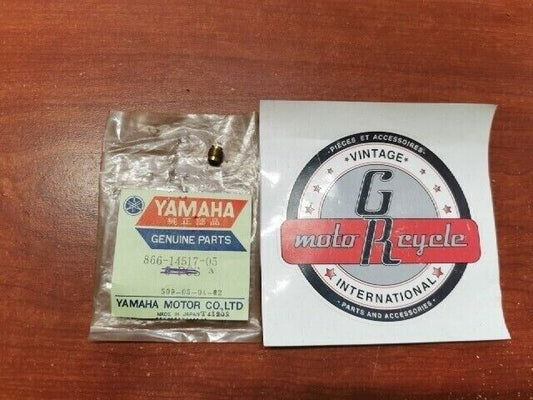 YAMAHA
純正部品
GENUINE PARTS
866-14517-05
A
YAMAHA MOTOR CO., LTD
MADE IN JAPAN
·PIÈCES ET ACCESSOIRES·
VINTAGE
G
moto R cycle
INTERNATIONAL
·PARTS AND ACCESSORIES·